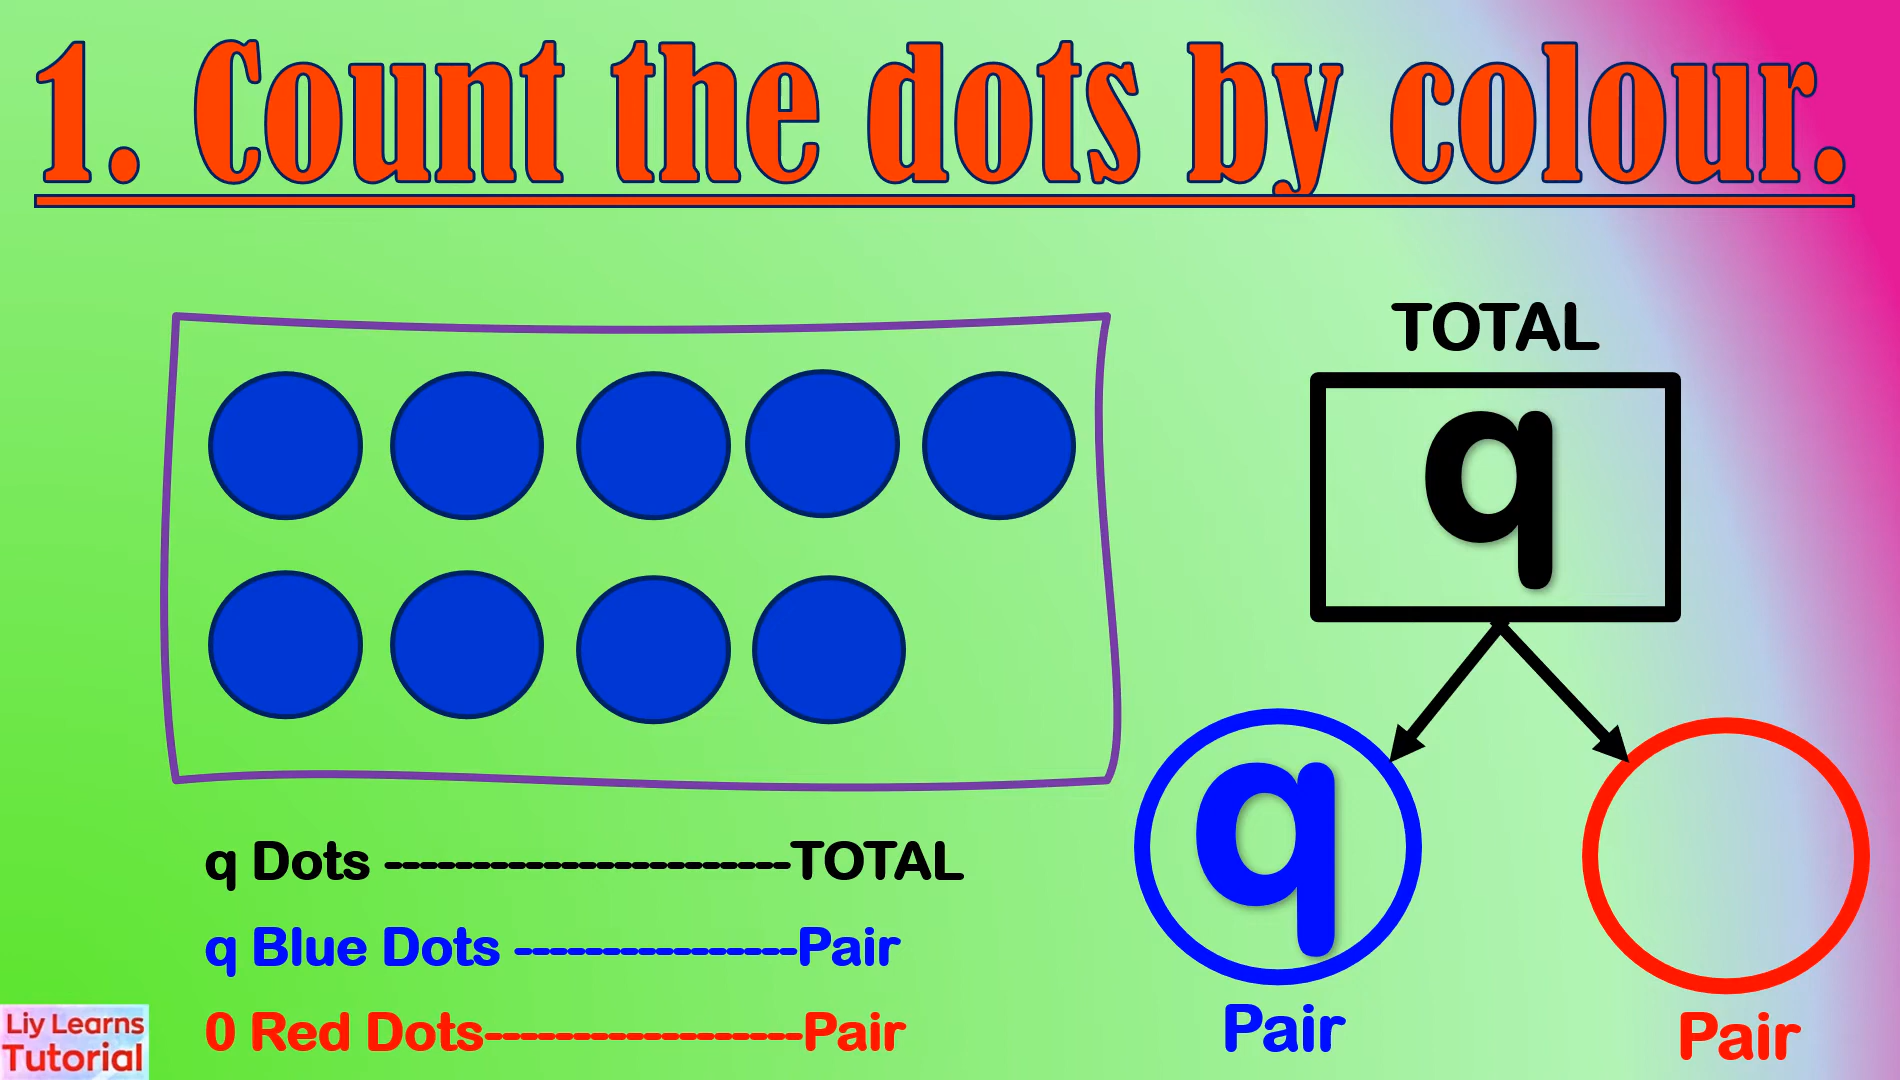 1. Count the dots by colour.
TOTAL
q
q
q Dots -----------------------TOTAL
q Blue Dots ----------------Pair
0 Red Dots------------------Pair
Pair
Pair
Liy Learns
Tutorial